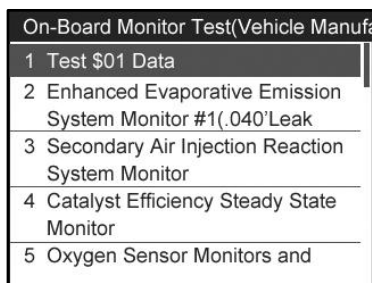 On-Board Monitor Test(Vehicle Manufa
1 Test $01 Data
2 Enhanced Evaporative Emission
System Monitor #1(.040'Leak
3 Secondary Air Injection Reaction
System Monitor
4 Catalyst Efficiency Steady State
Monitor
5 Oxygen Sensor Monitors and